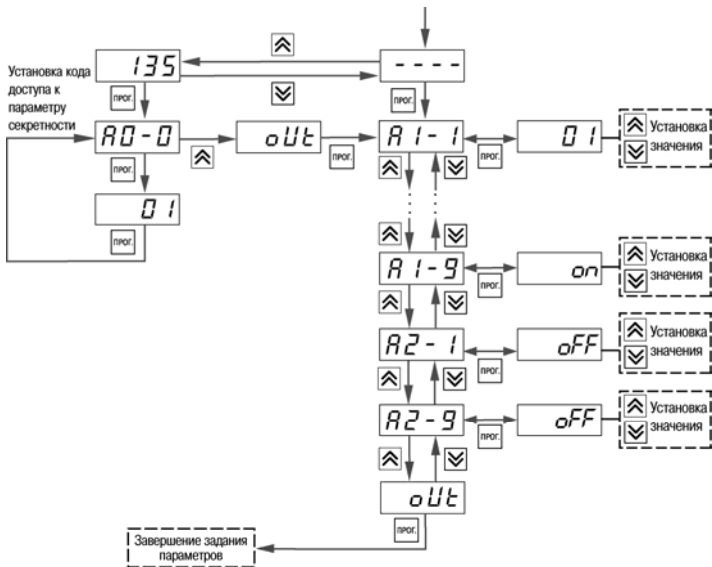 135
- - - -
Установка кода
доступа к
параметру
секретности
ПРОГ.
ПРОГ.
A0-0
oUt
A1-1
01
Установка
значения
ПРОГ.
ПРОГ.
ПРОГ.
01
ПРОГ.
A1-9
on
Установка
значения
ПРОГ.
A2-1
oFF
Установка
значения
ПРОГ.
A2-9
oFF
Установка
значения
ПРОГ.
oUt
ПРОГ.
Завершение задания
параметров